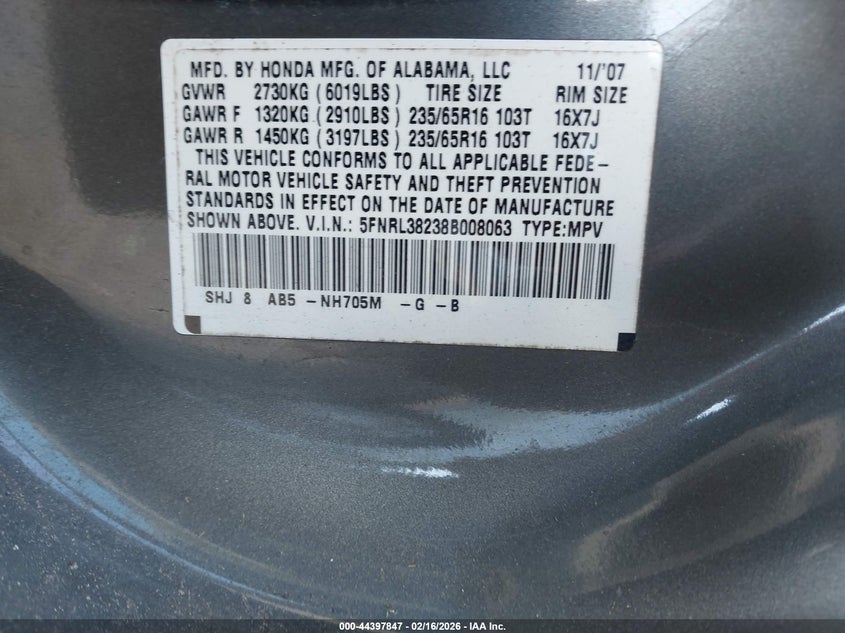 MFD. BY HONDA MFG. OF ALABAMA, LLC 11/'07
GVWR 2730KG (6019LBS) TIRE SIZE RIM SIZE
GAWR F 1320KG (2910LBS) 235/65R16 103T 16X7J
GAWR R 1450KG (3197LBS) 235/65R16 103T 16X7J
THIS VEHICLE CONFORMS TO ALL APPLICABLE FEDE-
RAL MOTOR VEHICLE SAFETY AND THEFT PREVENTION
STANDARDS IN EFFECT ON THE DATE OF MANUFACTURE
SHOWN ABOVE. V.I.N.: 5FNRL38238B008063 TYPE:MPV
SHJ 8 AB5 -NH705M -G -B
000-44397847 - 02/16/2026 - IAA Inc.